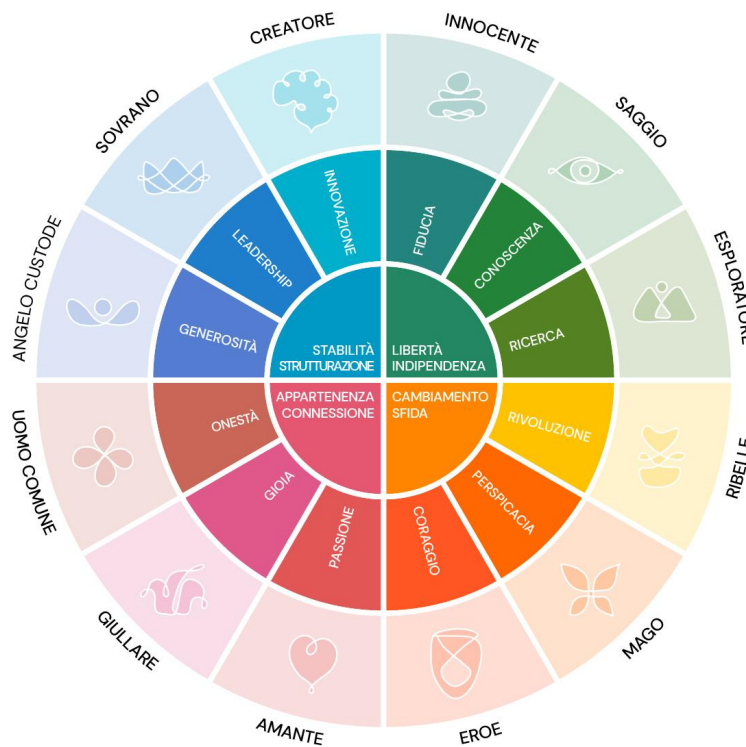 CREATORE
INNOCENTE
SAGGIO
ESPLORATORE
RIBELLE
MAGO
EROE
AMANTE
GIULLARE
UOMO COMUNE
ANGELO CUSTODE
SOVRANO
INNOVAZIONE
FIDUCIA
CONOSCENZA
RICERCA
RIVOLUZIONE
PERSPICACIA
CORAGGIO
PASSIONE
GIOIA
ONESTÀ
GENEROSITÀ
LEADERSHIP
STABILITÀ
STRUTTURAZIONE
LIBERTÀ
INDIPENDENZA
APPARTENENZA
CONNESSIONE
CAMBIAMENTO
SFIDA